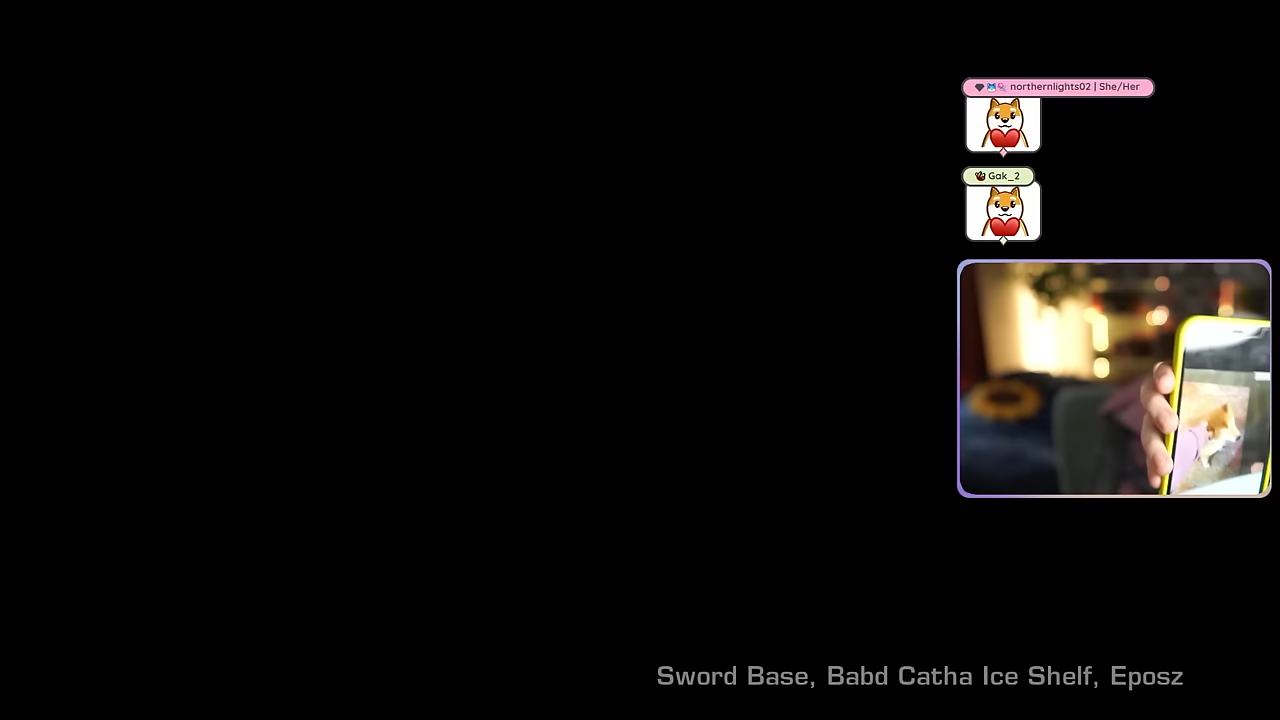 northernlights02 | She/Her
Gak_2
Sword Base, Babd Catha Ice Shelf, Eposz